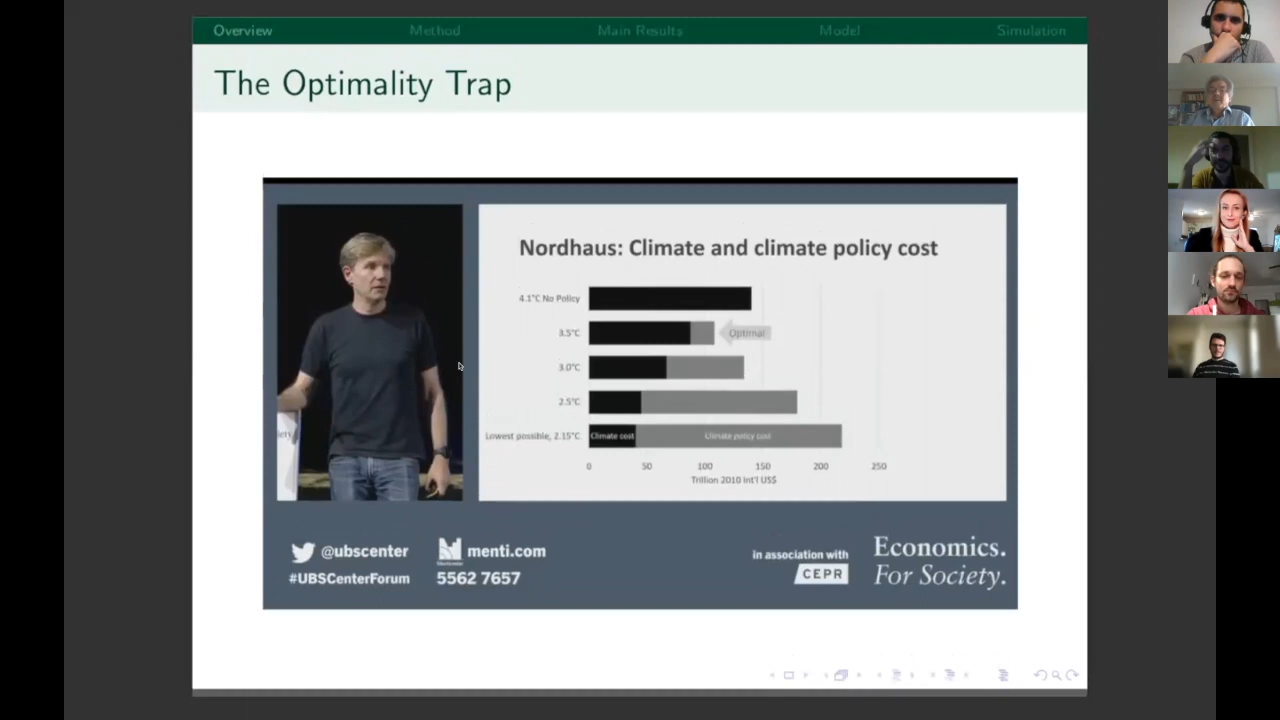 Overview Method Main Results Model Simulation
The Optimality Trap
Nordhaus: Climate and climate policy cost
4.1°C No Policy
3.5°C
Optimal
3.0°C
2.5°C
Lowest possible, 2.15°C
Climate cost
Climate policy cost
0 50 100 150 200 250
Trillion 2010 Int'l US$
@ubscenter
menti.com
#UBSCenterForum
5562 7657
in association with
CEPR
Economics.
For Society.